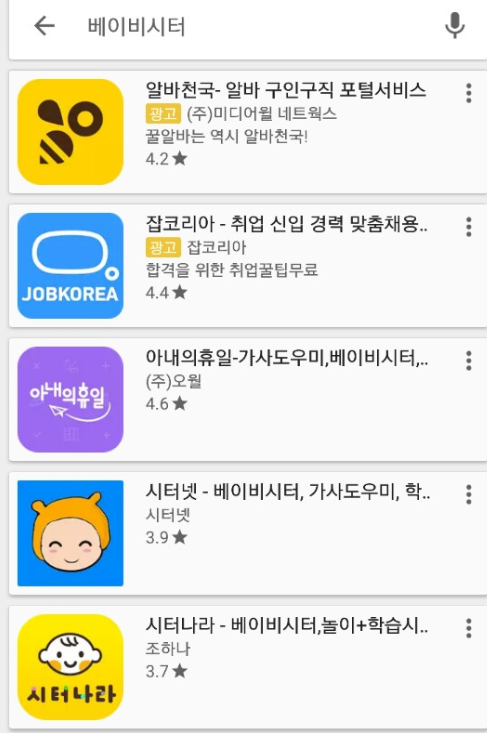 베이비시터
알바천국- 알바 구인구직 포털서비스
광고 (주)미디어윌 네트웍스
꿀알바는 역시 알바천국!
4.2★
잡코리아 - 취업 신입 경력 맞춤채용..
광고 잡코리아
합격을 위한 취업꿀팁무료
4.4★
JOBKOREA
아내의휴일-가사도우미,베이비시터,..
(주)오월
4.6★
아내의휴일
시터넷 - 베이비시터, 가사도우미, 학..
시터넷
3.9★
시터나라 - 베이비시터,놀이+학습시..
조하나
3.7★
시터나라